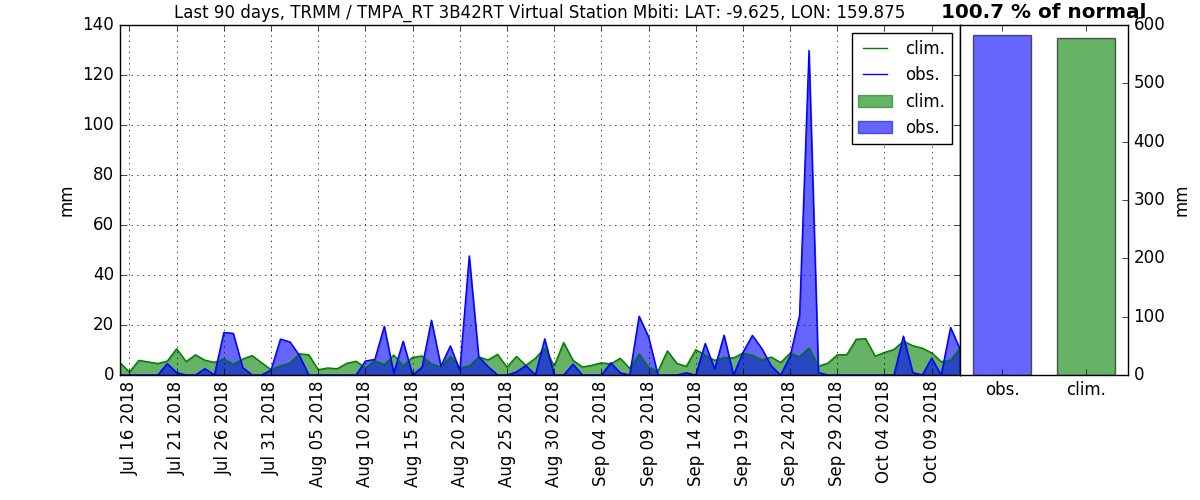 Last 90 days, TRMM / TMPA_RT 3B42RT Virtual Station Mbiti: LAT: -9.625, LON: 159.875
100.7 % of normal
140
120
100
80
60
40
20
0
mm
clim.
obs.
clim.
obs.
600
500
400
300
200
100
0
mm
Jul 16 2018
Jul 21 2018
Jul 26 2018
Jul 31 2018
Aug 05 2018
Aug 10 2018
Aug 15 2018
Aug 20 2018
Aug 25 2018
Aug 30 2018
Sep 04 2018
Sep 09 2018
Sep 14 2018
Sep 19 2018
Sep 24 2018
Sep 29 2018
Oct 04 2018
Oct 09 2018
obs.
clim.